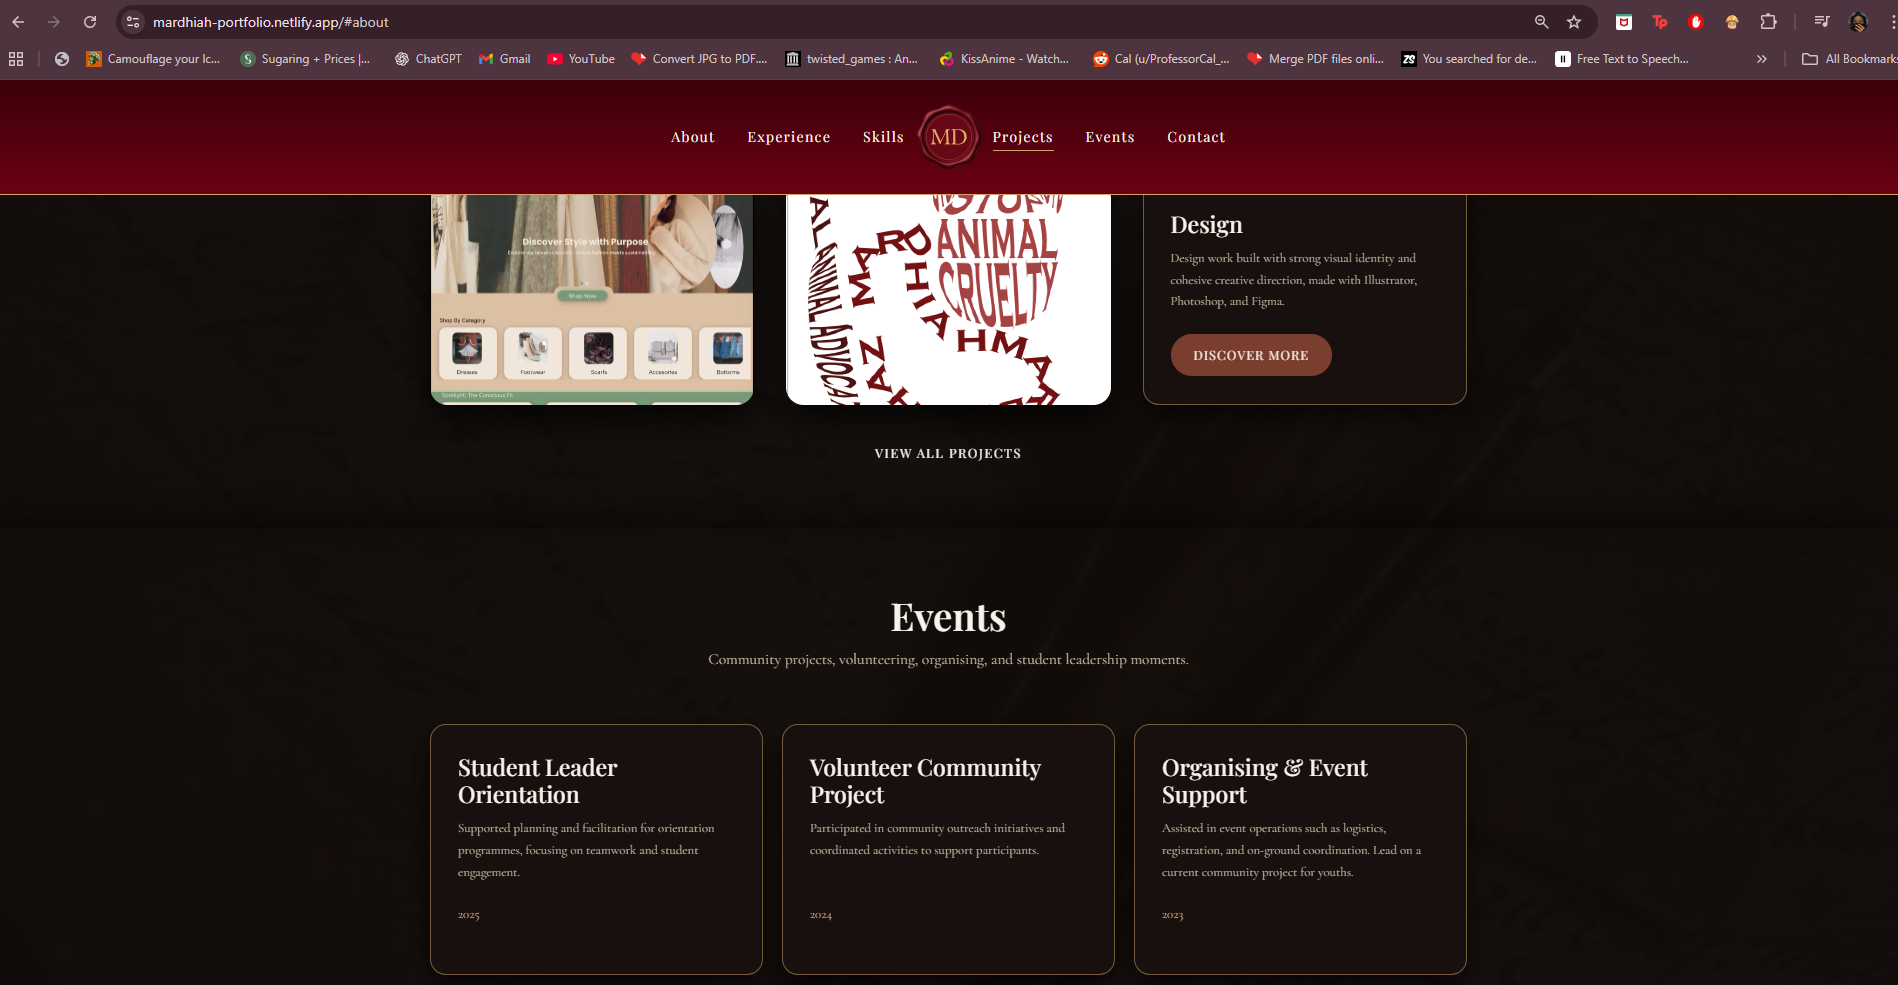 mardhiah-portfolio.netlify.app/#about
Camouflage your Ic...
Sugaring + Prices |...
ChatGPT
Gmail
YouTube
Convert JPG to PDF....
twisted_games : An...
KissAnime - Watch...
Cal (u/ProfessorCal_...
Merge PDF files onli...
You searched for de...
Free Text to Speech...
All Bookmarks
About
Experience
Skills
MD
Projects
Events
Contact
Discover Style with Purpose
Shop Now
Shop By Category
Dresses
Footwear
Scarfs
Accesories
Bottoms
Spotlight: The Conscious Fit
STOP
ANIMAL
CRUELTY
MARDHIAH
Design
Design work built with strong visual identity and
cohesive creative direction, made with Illustrator,
Photoshop, and Figma.
DISCOVER MORE
VIEW ALL PROJECTS
Events
Community projects, volunteering, organising, and student leadership moments.
Student Leader
Orientation
Supported planning and facilitation for orientation
programmes, focusing on teamwork and student
engagement.
2025
Volunteer Community
Project
Participated in community outreach initiatives and
coordinated activities to support participants.
2024
Organising & Event
Support
Assisted in event operations such as logistics,
registration, and on-ground coordination. Lead on a
current community project for youths.
2023